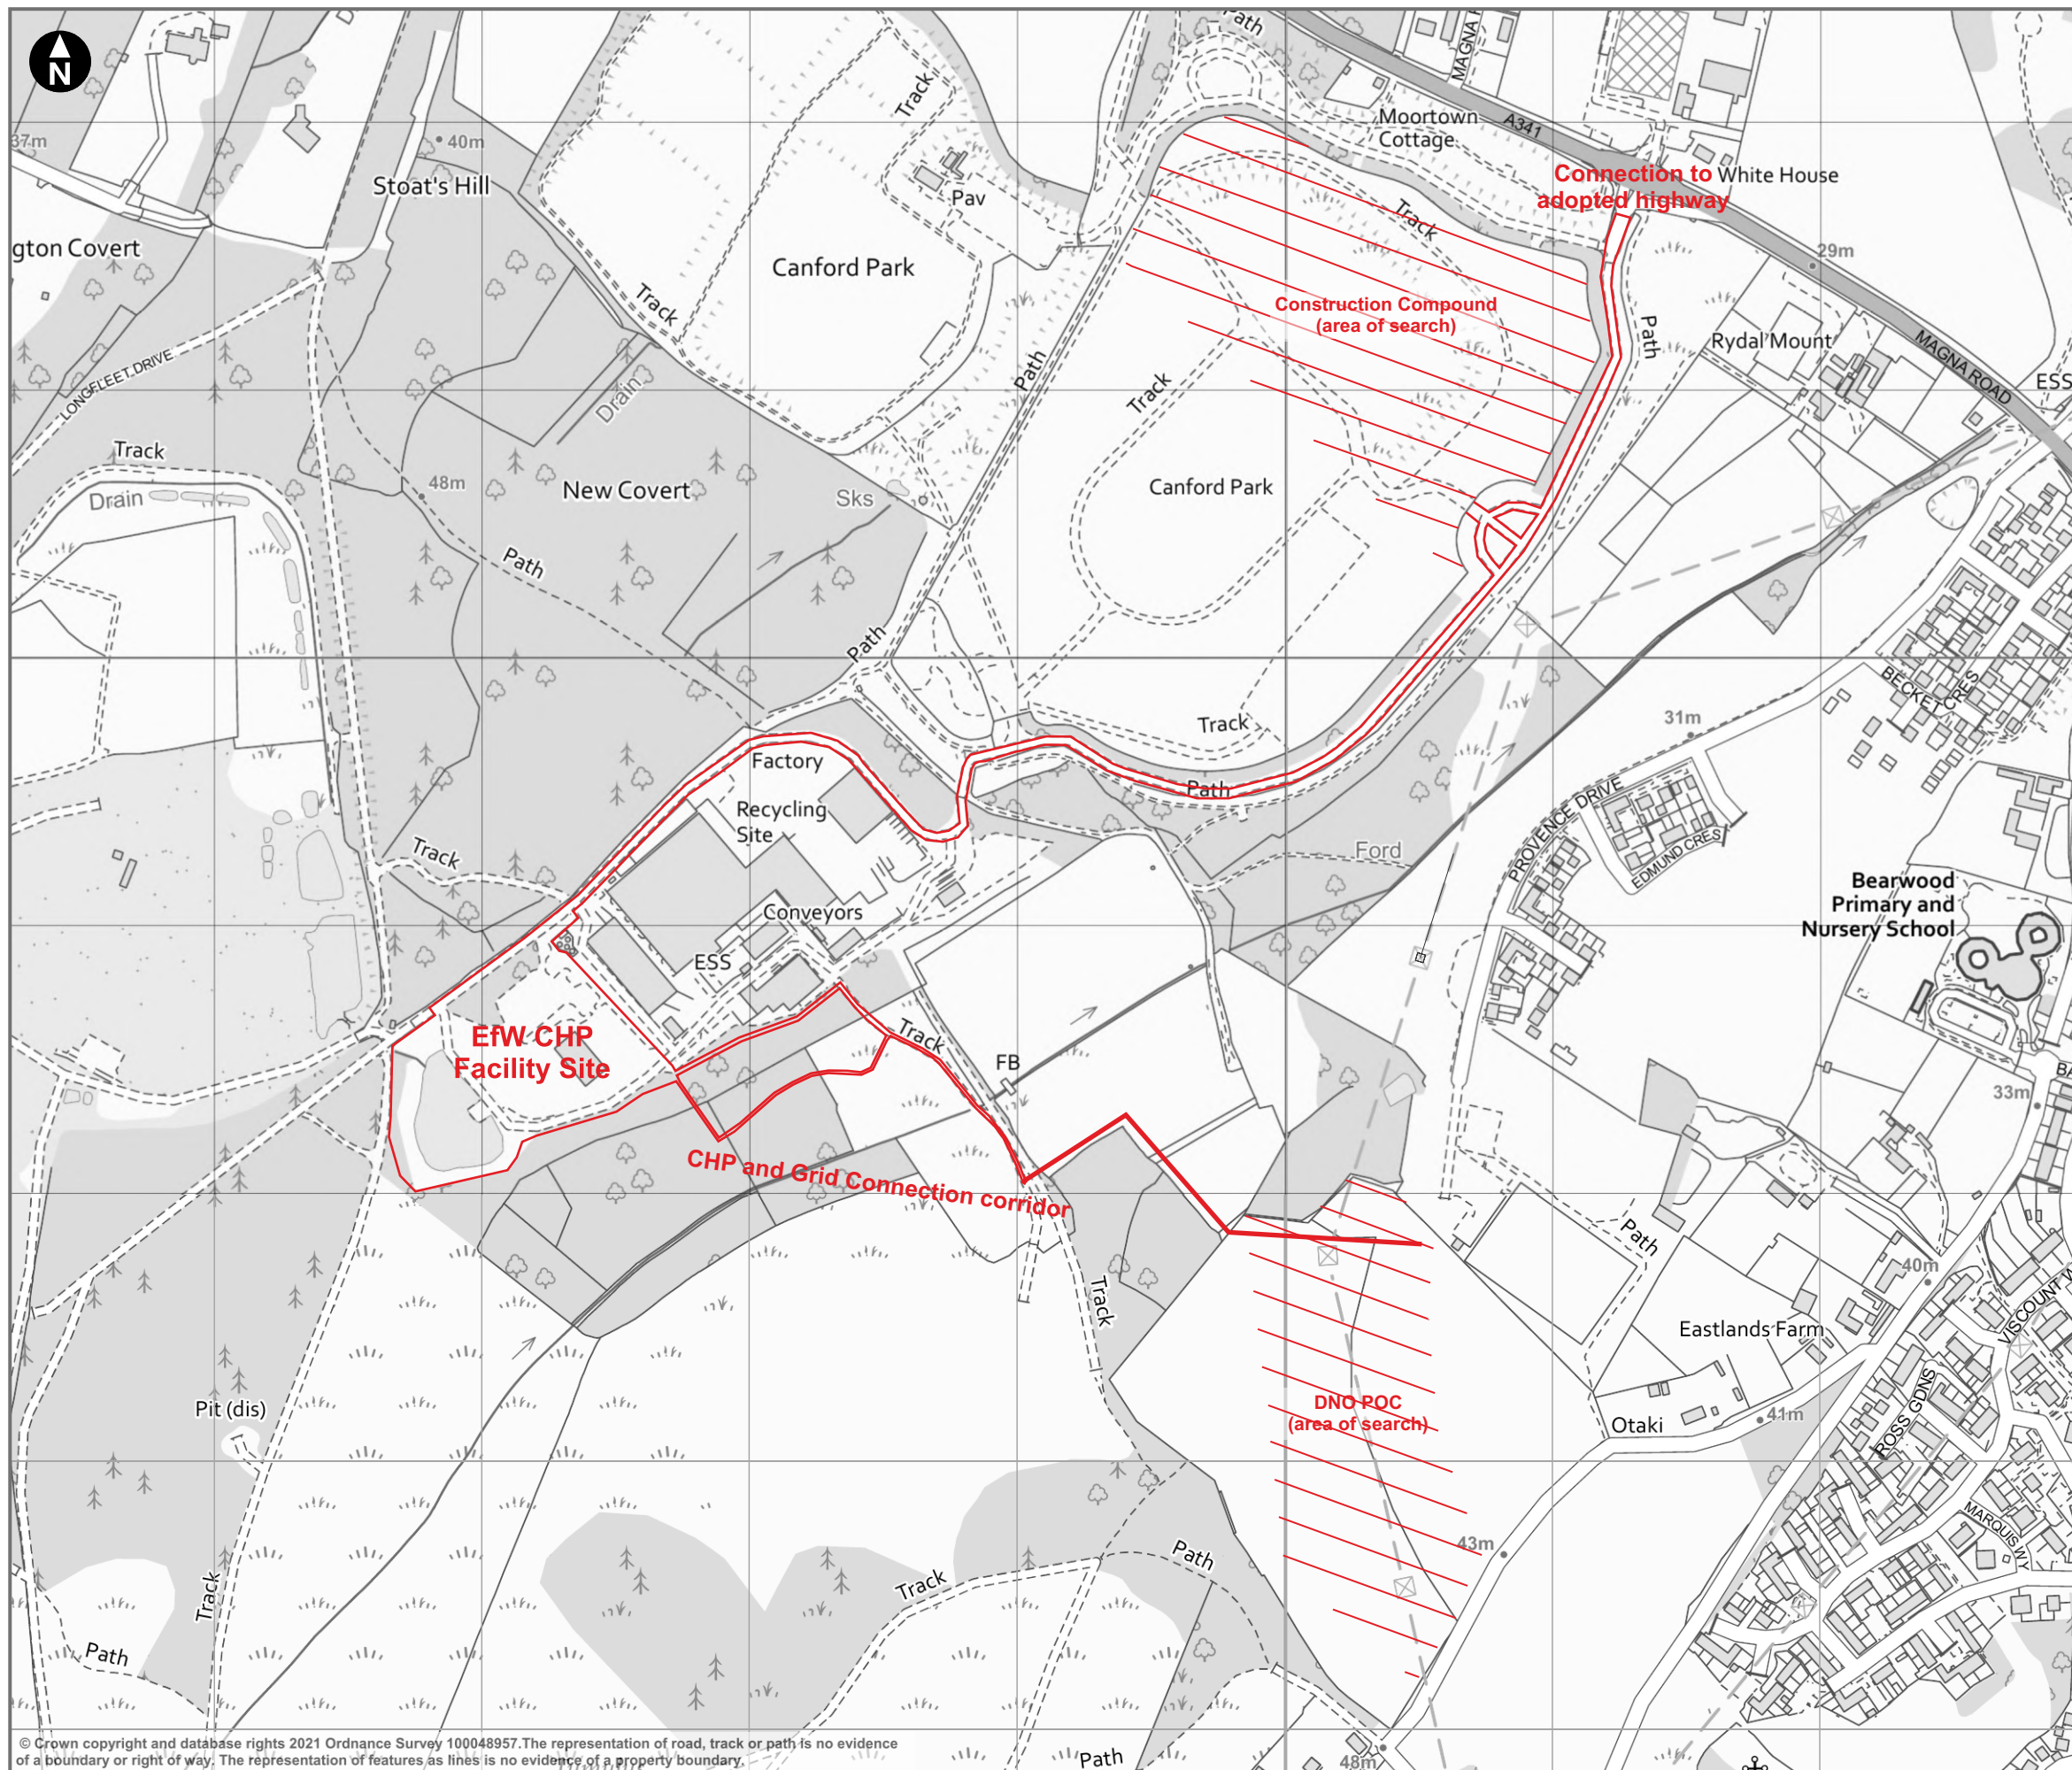 N
Path
MAGNA
Track
37m
40m
Stoat's Hill
Moortown
Cottage
A341
Connection to
adopted highway
White House
Pav
Track
gton Covert
Canford Park
29m
Track
Construction Compound
(area of search)
Path
Rydal Mount
MAGNA ROAD
ESS
LONGFLEET DRIVE
Drain
Path
Track
Track
Drain
48m
New Covert
Sks
Canford Park
Path
Path
BECKET CRES
31m
Track
Factory
Path
Recycling
Site
PROVENCE DRIVE
EDMUND CRES
Track
Ford
Bearwood
Primary and
Nursery School
Conveyors
ESS
EfW CHP
Facility Site
Track
FB
33m
BA
CHP and Grid Connection corridor
Path
40m
Track
VISCOUNT W
Eastlands Farm
Pit (dis)
DNO POC
(area of search)
ROSS GDNS
41m
Otaki
43m
MARQUIS WY
Path
Track
Track
Path
Path
48m
© Crown copyright and database rights 2021 Ordnance Survey 100048957.The representation of road, track or path is no evidence
of a boundary or right of way. The representation of features as lines is no evidence of a property boundary.